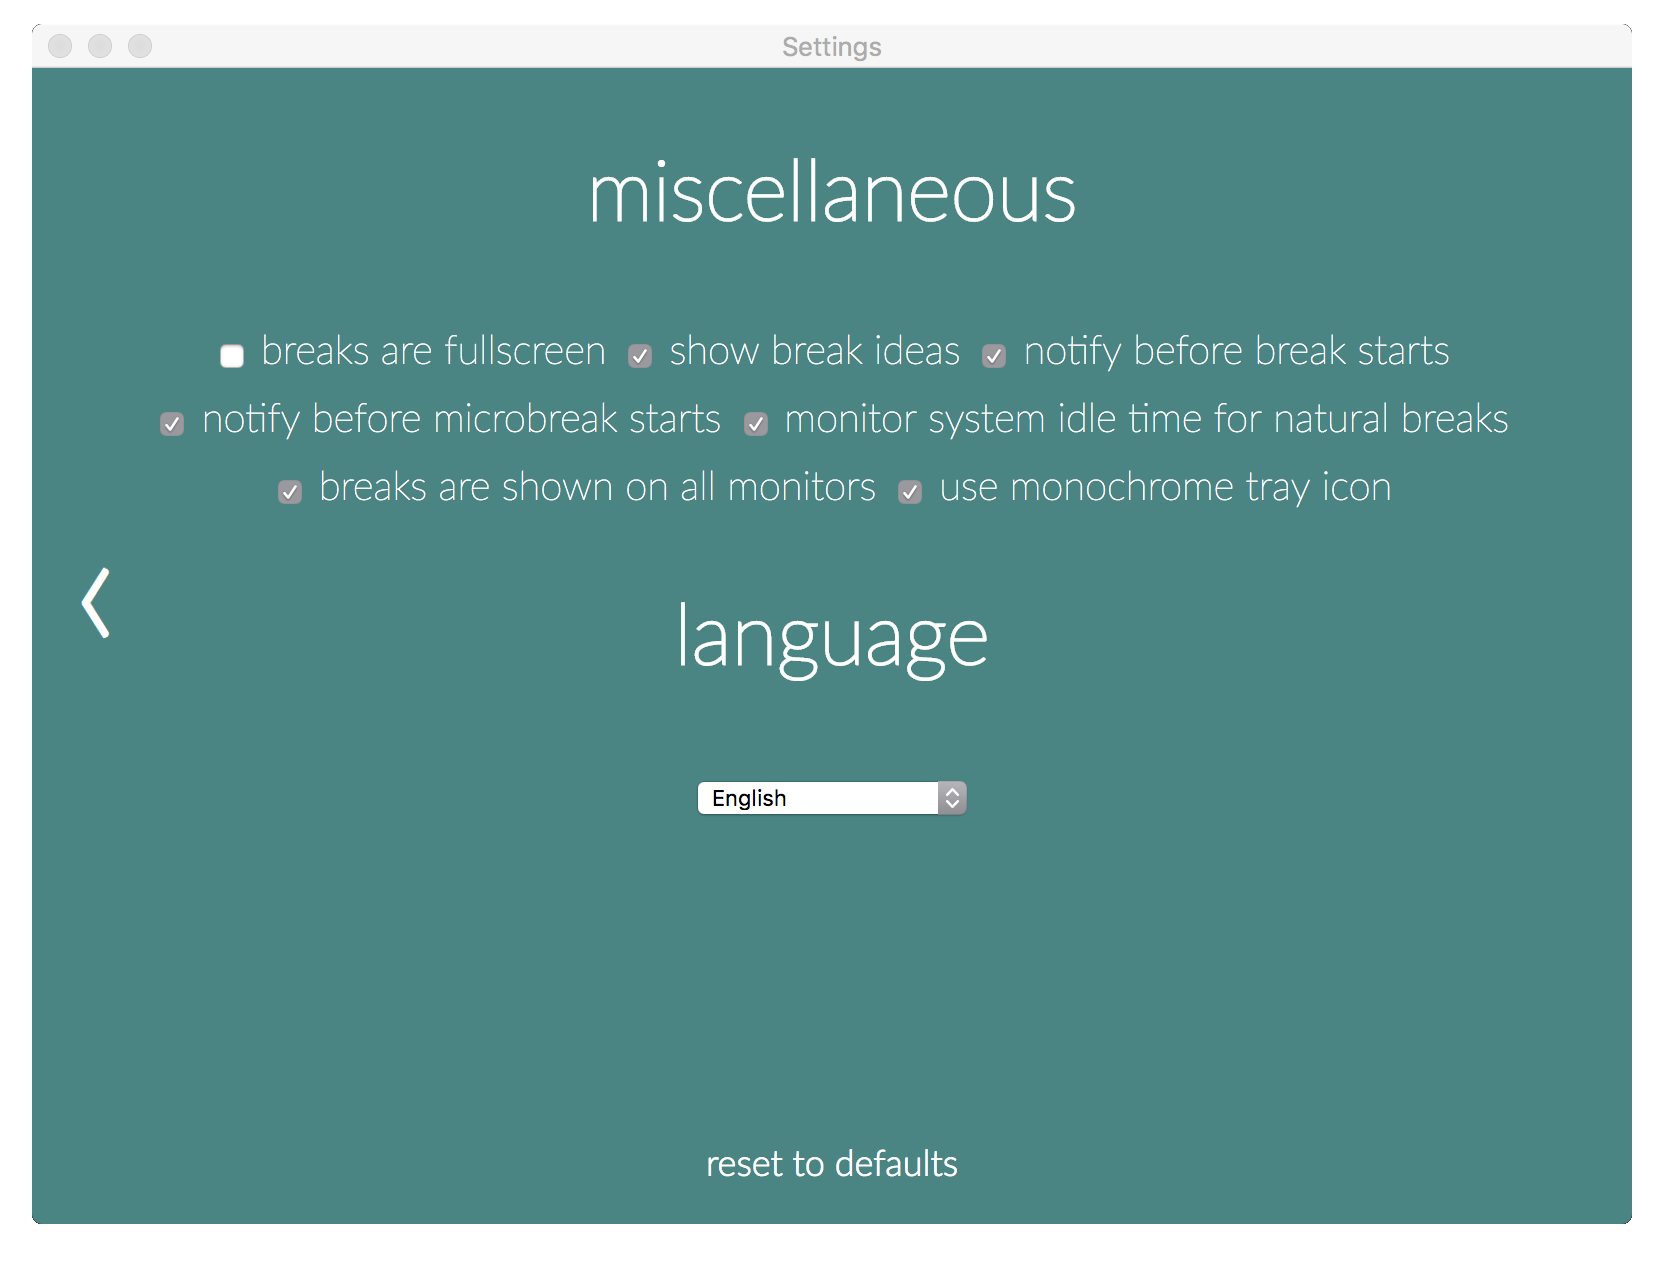 Settings
miscellaneous
breaks are fullscreen show break ideas notify before break starts
notify before microbreak starts monitor system idle time for natural breaks
breaks are shown on all monitors use monochrome tray icon
language
English
reset to defaults